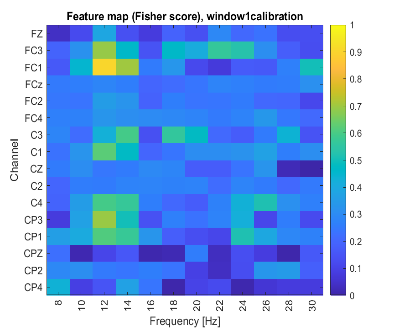 Feature map (Fisher score), window1calibration
FZ
FC3
FC1
FCz
FC2
FC4
C3
C1
CZ
C2
C4
CP3
CP1
CPZ
CP2
CP4
Channel
8 10 12 14 16 18 20 22 24 26 28 30
Frequency [Hz]
1
0.9
0.8
0.7
0.6
0.5
0.4
0.3
0.2
0.1
0